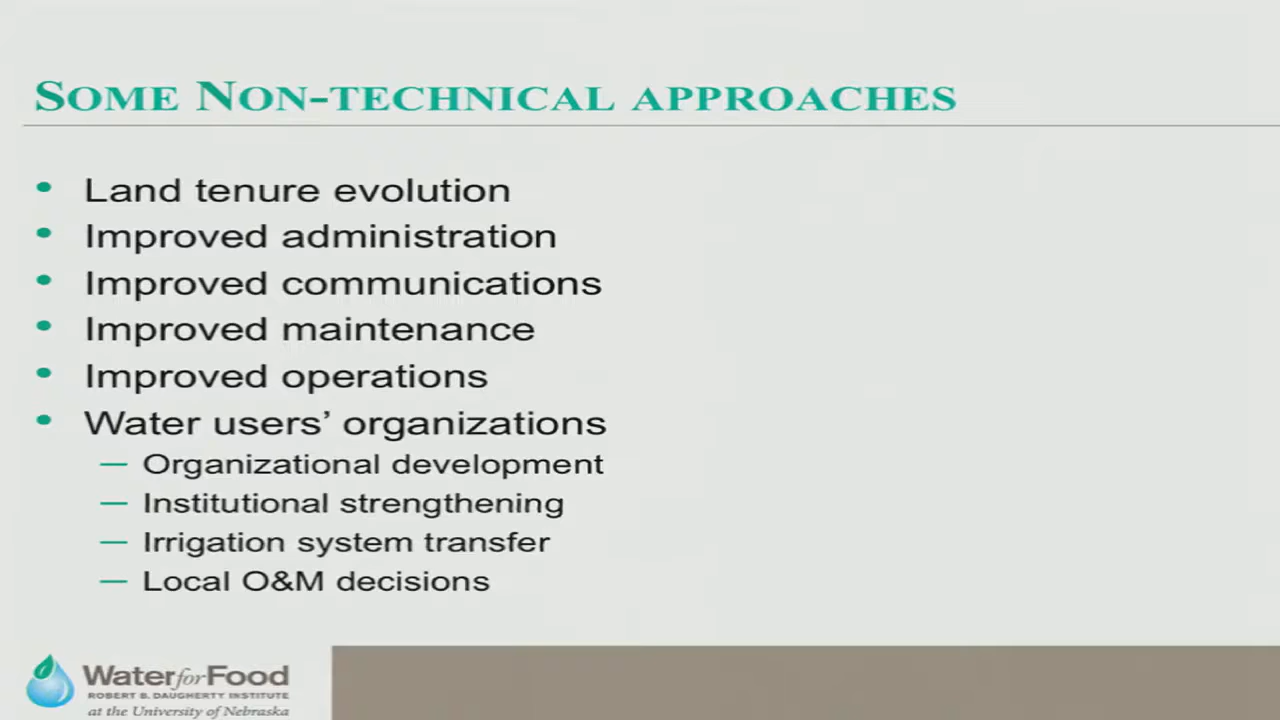 Some Non-technical approaches
• Land tenure evolution
• Improved administration
• Improved communications
• Improved maintenance
• Improved operations
• Water users’ organizations
— Organizational development
— Institutional strengthening
— Irrigation system transfer
— Local O&M decisions
Water for Food
ROBERT B. DAUGHERTY INSTITUTE
at the University of Nebraska